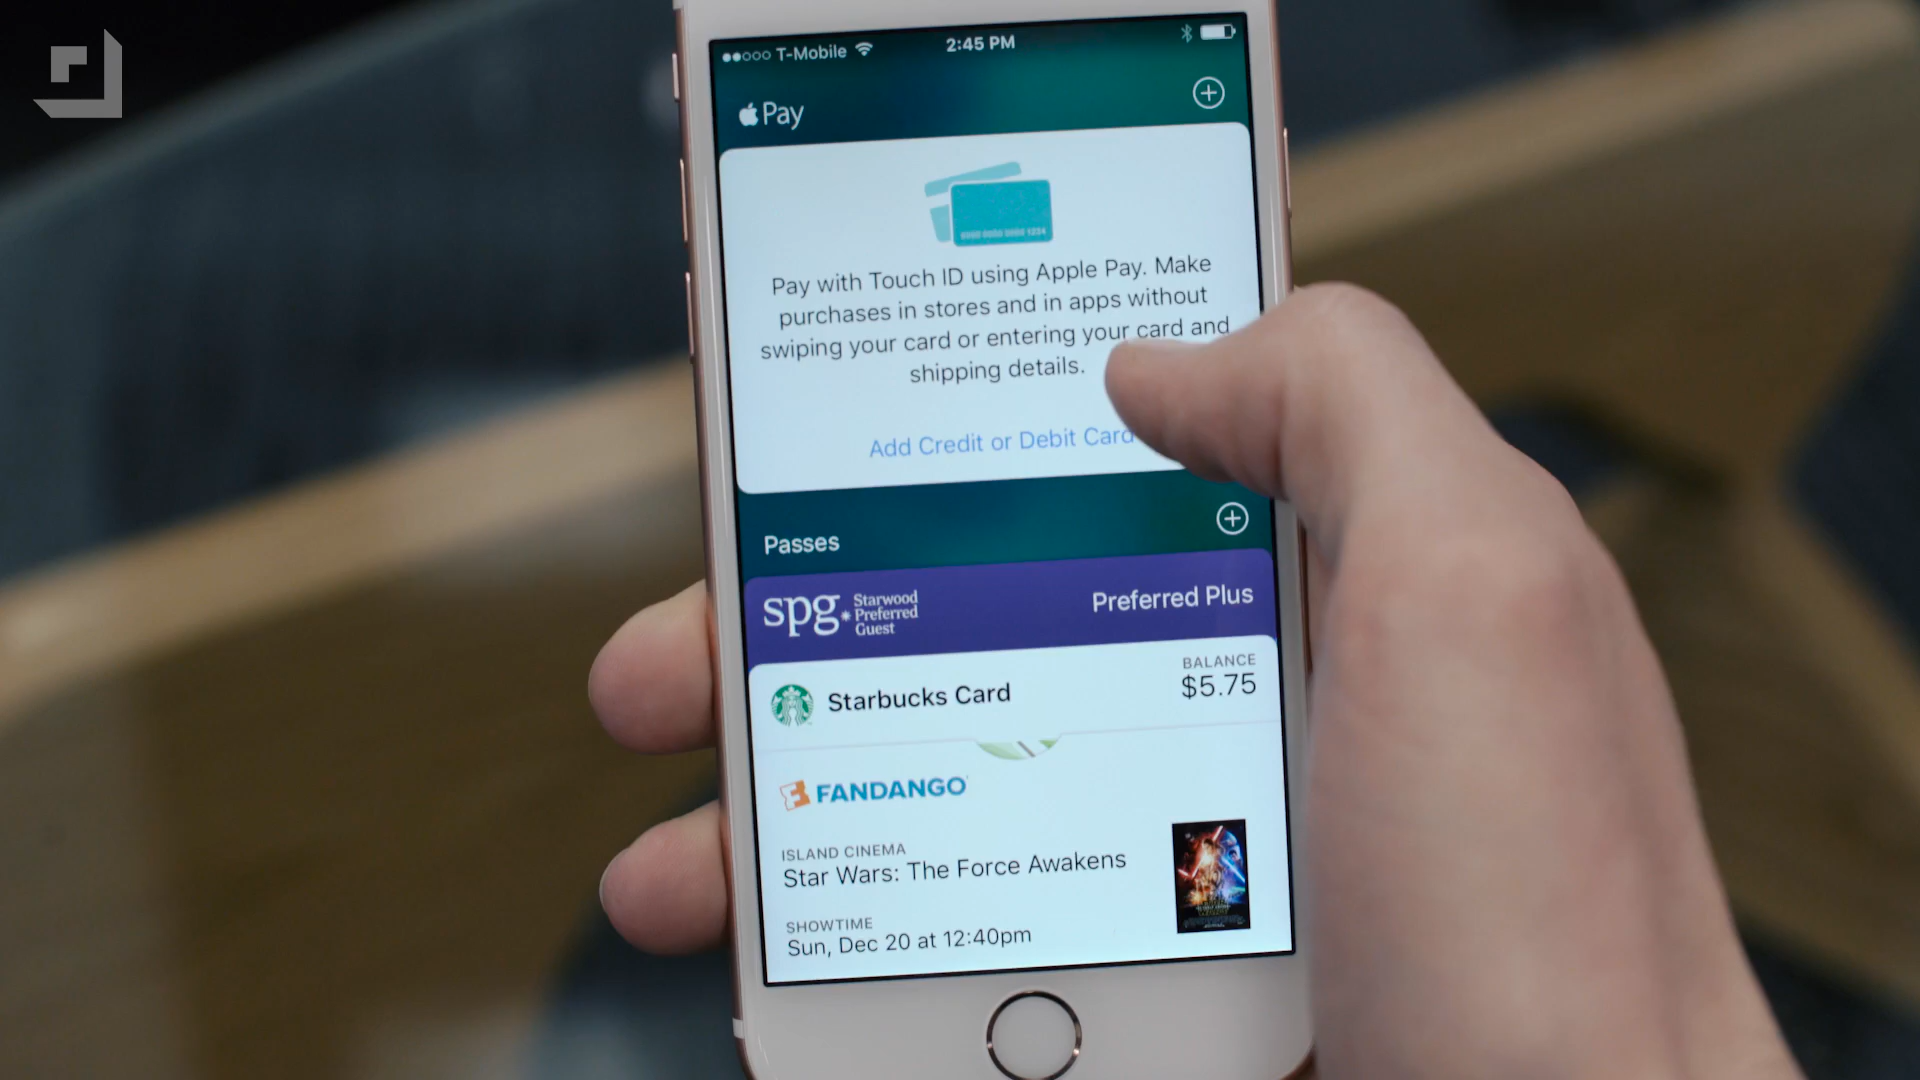 T-Mobile
2:45 PM
Pay
Pay with Touch ID using Apple Pay. Make
purchases in stores and in apps without
swiping your card or entering your card and
shipping details.
Add Credit or Debit Card
Passes
spg
Starwood
Preferred
Guest
Preferred Plus
Starbucks Card
BALANCE
$5.75
FANDANGO
ISLAND CINEMA
Star Wars: The Force Awakens
SHOWTIME
Sun, Dec 20 at 12:40pm